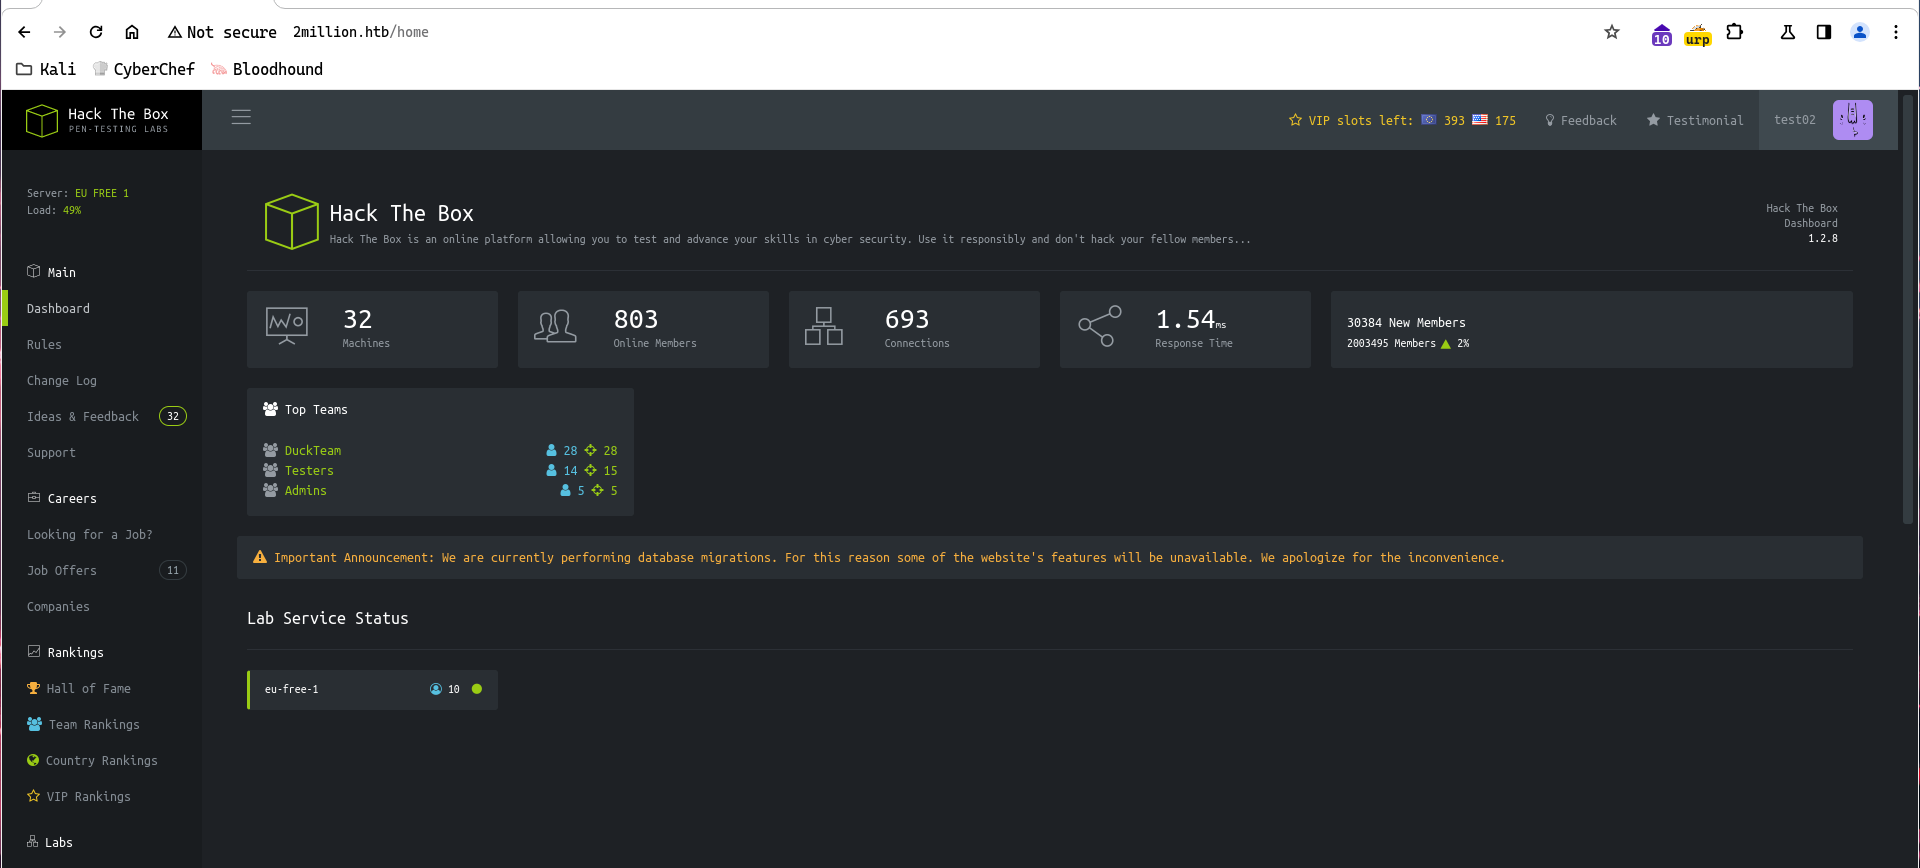 Not secure 2million.htb/home
10
urp
Kali CyberChef Bloodhound
Hack The Box
PEN-TESTING LABS
VIP slots left: 393 175 Feedback Testimonial test02
Server: EU FREE 1
Load: 49%
Main
Dashboard
Rules
Change Log
Ideas & Feedback 32
Support
Careers
Looking for a Job?
Job Offers 11
Companies
Rankings
Hall of Fame
Team Rankings
Country Rankings
VIP Rankings
Labs
Hack The Box
Hack The Box is an online platform allowing you to test and advance your skills in cyber security. Use it responsibly and don't hack your fellow members...
Hack The Box
Dashboard
1.2.8
32
Machines
803
Online Members
693
Connections
1.54ms
Response Time
30384 New Members
2003495 Members 2%
Top Teams
DuckTeam 28 28
Testers 14 15
Admins 5 5
Important Announcement: We are currently performing database migrations. For this reason some of the website's features will be unavailable. We apologize for the inconvenience.
Lab Service Status
eu-free-1 10